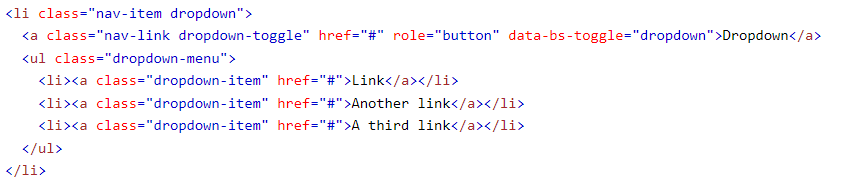 <li class="nav-item dropdown">
  <a class="nav-link dropdown-toggle" href="#" role="button" data-bs-toggle="dropdown">Dropdown</a>
  <ul class="dropdown-menu">
    <li><a class="dropdown-item" href="#">Link</a></li>
    <li><a class="dropdown-item" href="#">Another link</a></li>
    <li><a class="dropdown-item" href="#">A third link</a></li>
  </ul>
</li>